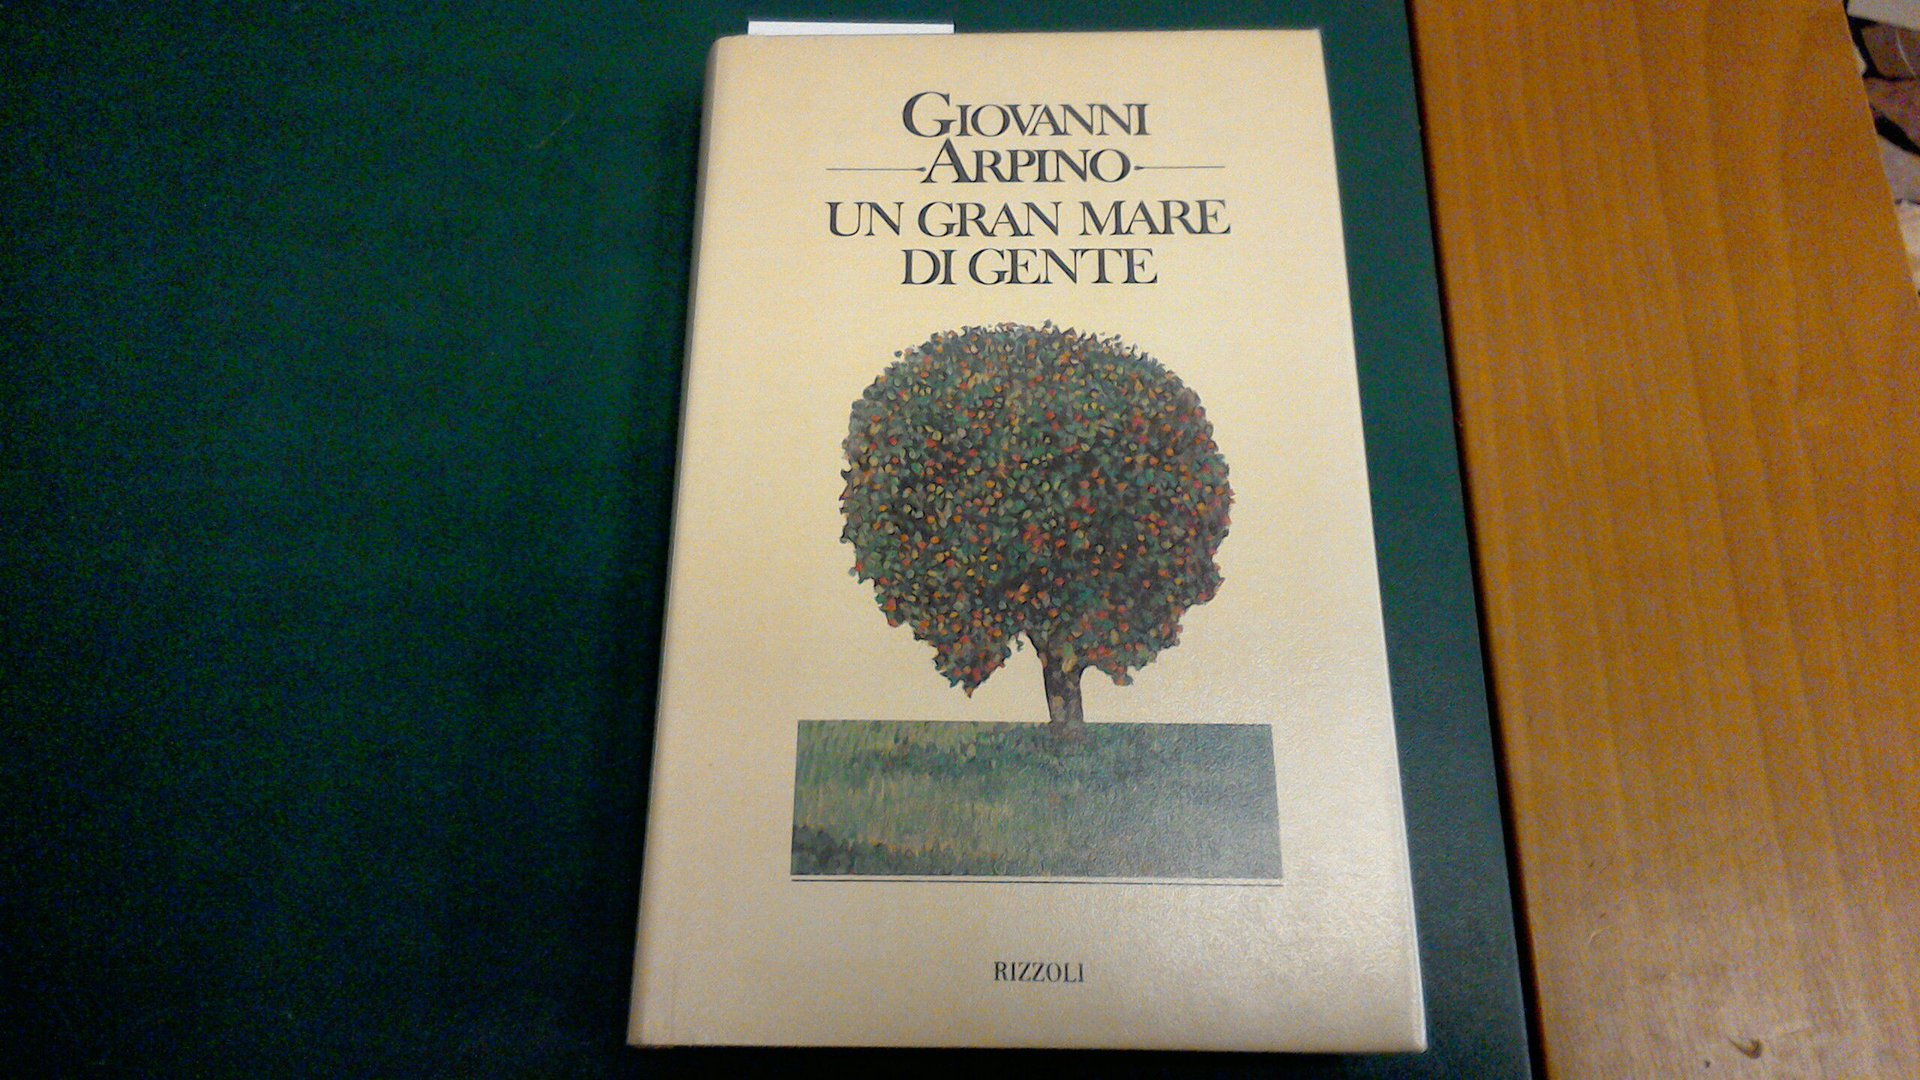 GIOVANNI
ARPINO
UN GRAN MARE
DI GENTE
RIZZOLI